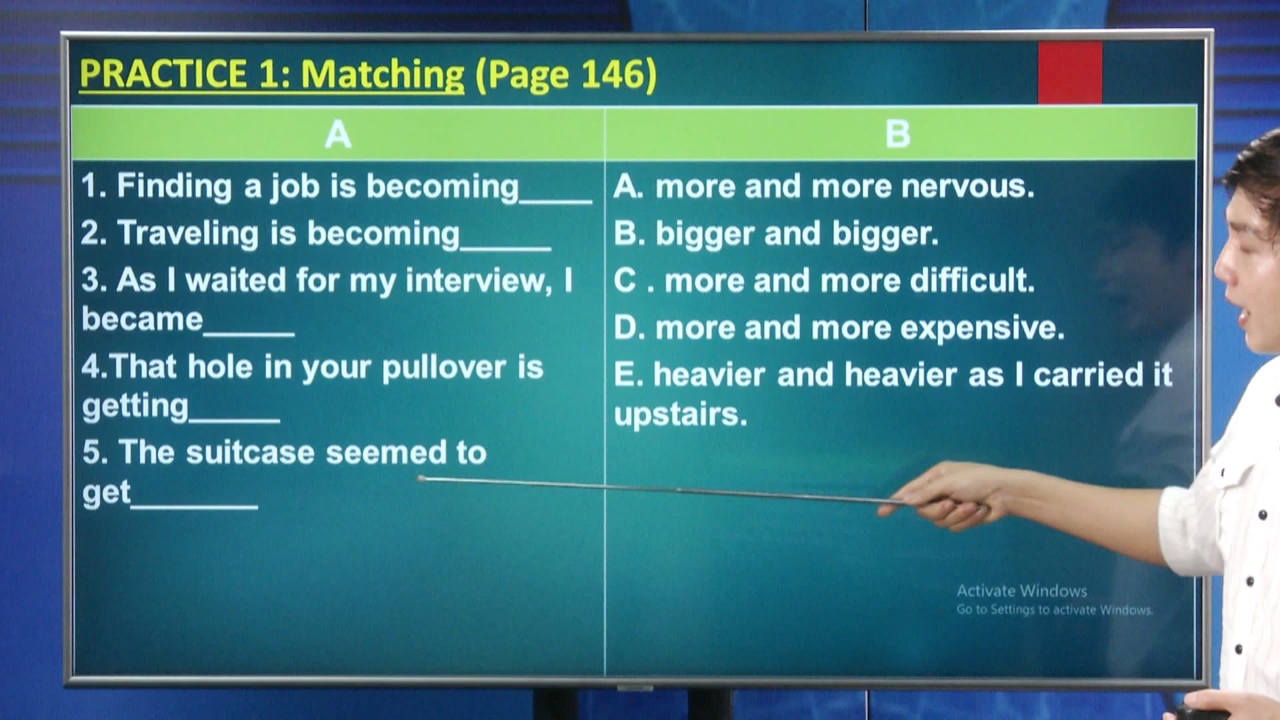 PRACTICE 1: Matching (Page 146)
A
B
1. Finding a job is becoming____
2. Traveling is becoming_____
3. As I waited for my interview, I
became_____
4.That hole in your pullover is
getting_____
5. The suitcase seemed to
get_______
A. more and more nervous.
B. bigger and bigger.
C . more and more difficult.
D. more and more expensive.
E. heavier and heavier as I carried it
upstairs.
Activate Windows
Go to Settings to activate Windows.